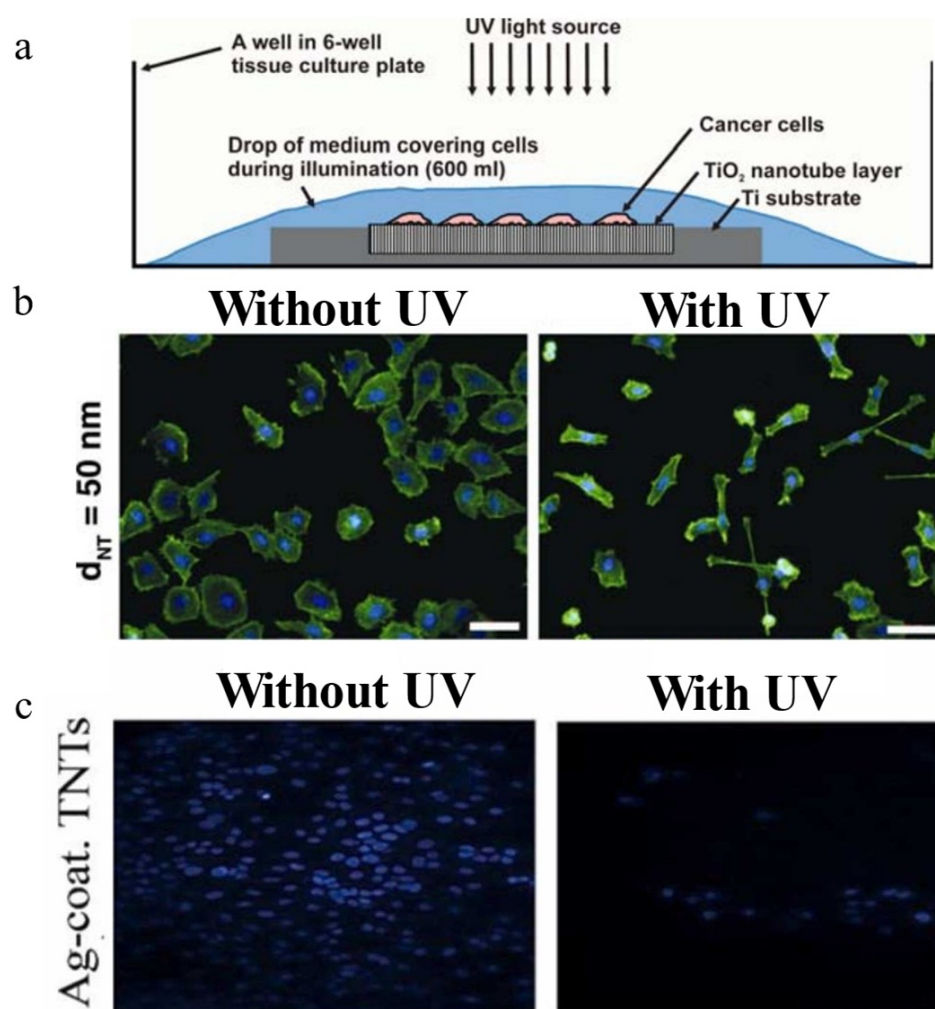 a
A well in 6-well
tissue culture plate
UV light source
Drop of medium covering cells
during illumination (600 ml)
Cancer cells
TiO₂ nanotube layer
Ti substrate
b
Without UV
With UV
d_NT = 50 nm
c
Without UV
With UV
Ag-coat. TNTs